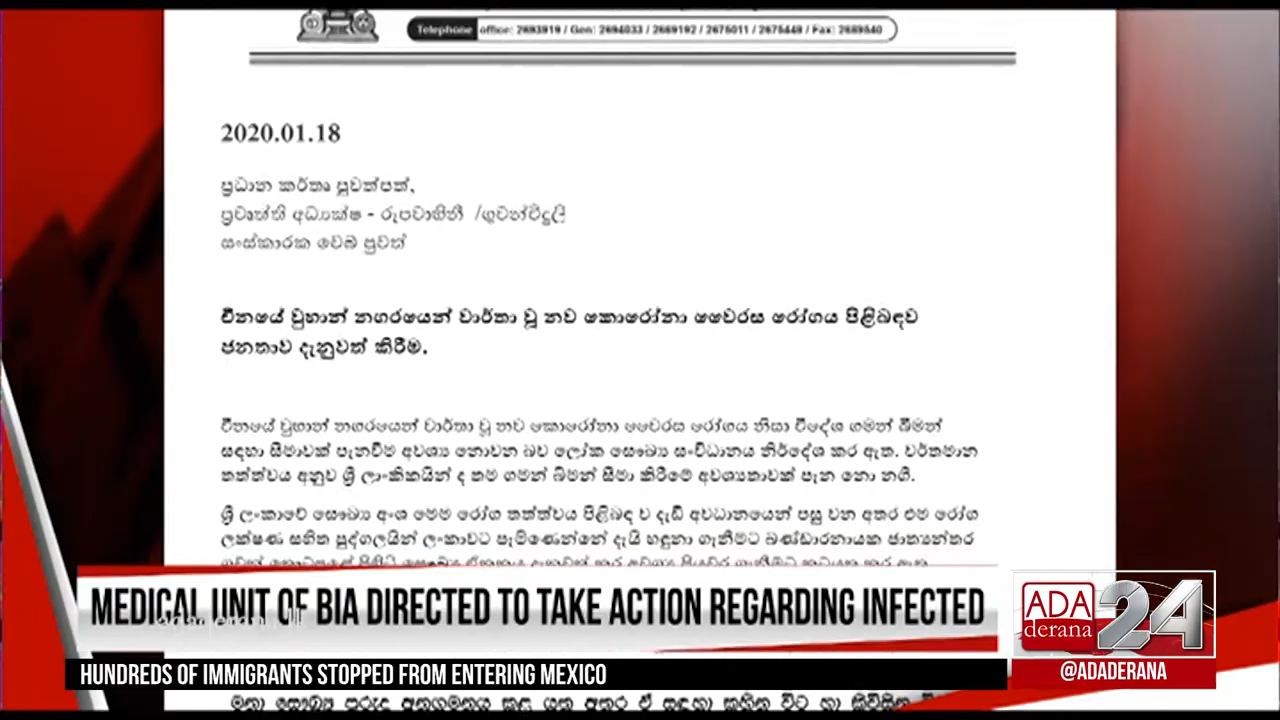 Telephone office: 2693919 / Gen: 2694033 / 2669192 / 2675011 / 2675449 / Fax: 2689540
2020.01.18
ප්‍රධාන කර්තෘ පුවත්පත්,
ප්‍රවෘත්ති අධ්‍යක්ෂ - රූපවාහිනී /ගුවන්විදුලි
සංස්කාරක වෙබ් පුවත්
චීනයේ වුහාන් නගරයෙන් වාර්තා වූ නව කොරෝනා වෛරස රෝගය පිළිබඳව
ජනතාව දැනුවත් කිරීම.
චීනයේ වුහාන් නගරයෙන් වාර්තා වූ නව කොරෝනා වෛරස රෝගය නිසා විදේශ ගමන් බිමන්
සඳහා සීමාවක් පැනවීම අවශ්‍ය නොවන බව ලෝක සෞඛ්‍ය සංවිධානය නිර්දේශ කර ඇත. වර්තමාන
තත්ත්වය අනුව ශ්‍රී ලාංකිකයින් ද තම ගමන් බිමන් සීමා කිරීමේ අවශ්‍යතාවක් පැන නො නගී.
ශ්‍රී ලංකාවේ සෞඛ්‍ය අංශ මෙම රෝග තත්ත්වය පිළිබඳ ව දැඩි අවධානයෙන් පසු වන අතර එම රෝග
ලක්ෂණ සහිත පුද්ගලයින් ලංකාවට පැමිණෙන්නේ දැයි හඳුනා ගැනීමට බණ්ඩාරනායක ජාත්‍යන්තර
MEDICAL UNIT OF BIA DIRECTED TO TAKE ACTION REGARDING INFECTED
ADA
derana
24
HUNDREDS OF IMMIGRANTS STOPPED FROM ENTERING MEXICO
@ADADERANA